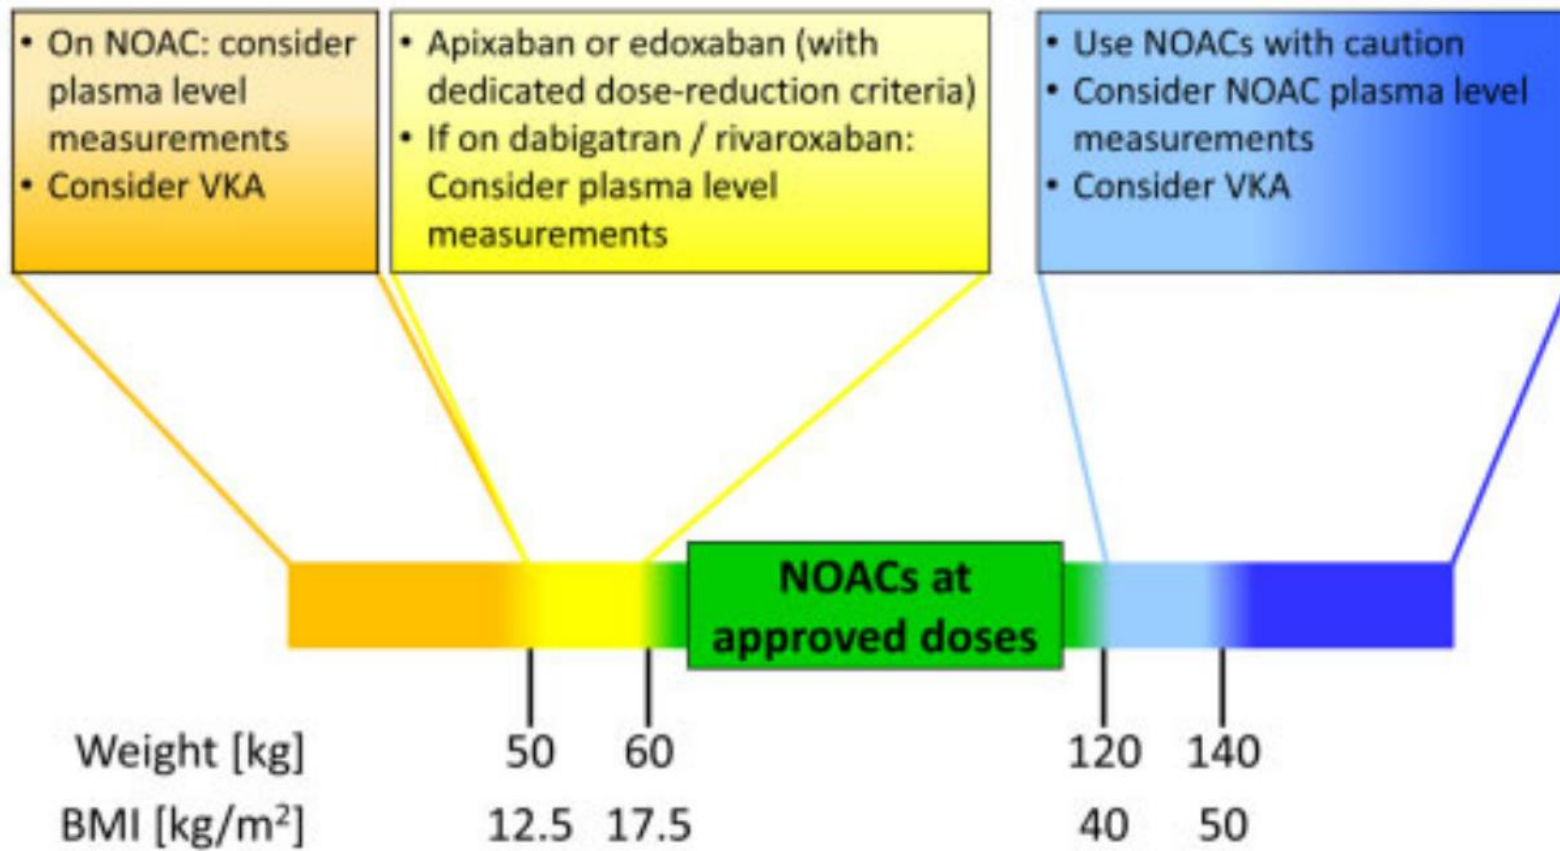 • On NOAC: consider
plasma level
measurements
• Consider VKA
• Apixaban or edoxaban (with
dedicated dose-reduction criteria)
• If on dabigatran / rivaroxaban:
Consider plasma level
measurements
• Use NOACs with caution
• Consider NOAC plasma level
measurements
• Consider VKA
NOACs at
approved doses
Weight [kg] 50 60 120 140
BMI [kg/m²] 12.5 17.5 40 50